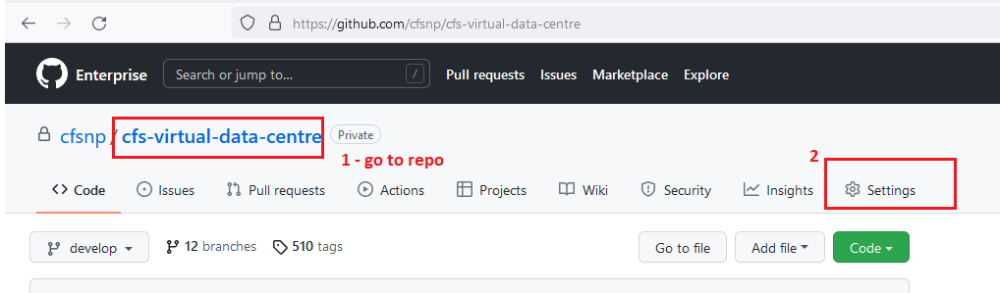 https://github.com/cfsnp/cfs-virtual-data-centre
Enterprise Search or jump to... / Pull requests Issues Marketplace Explore
cfsnp / cfs-virtual-data-centre Private
1 - go to repo 2
Code Issues Pull requests Actions Projects Wiki Security Insights Settings
develop 12 branches 510 tags Go to file Add file Code